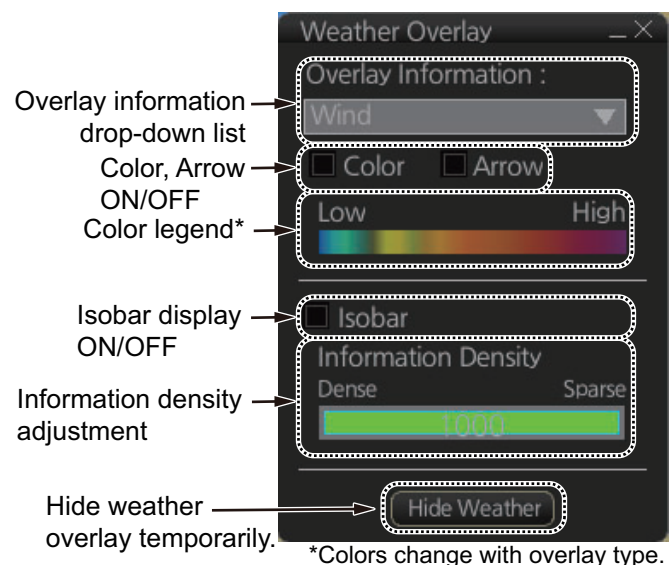 Weather Overlay
Overlay Information :
Overlay information
drop-down list
Wind
Color, Arrow
ON/OFF
Color Arrow
Color legend*
Low High
Isobar display
ON/OFF
Isobar
Information Density
Dense Sparse
Information density
adjustment
1000
Hide weather
overlay temporarily.
Hide Weather
*Colors change with overlay type.